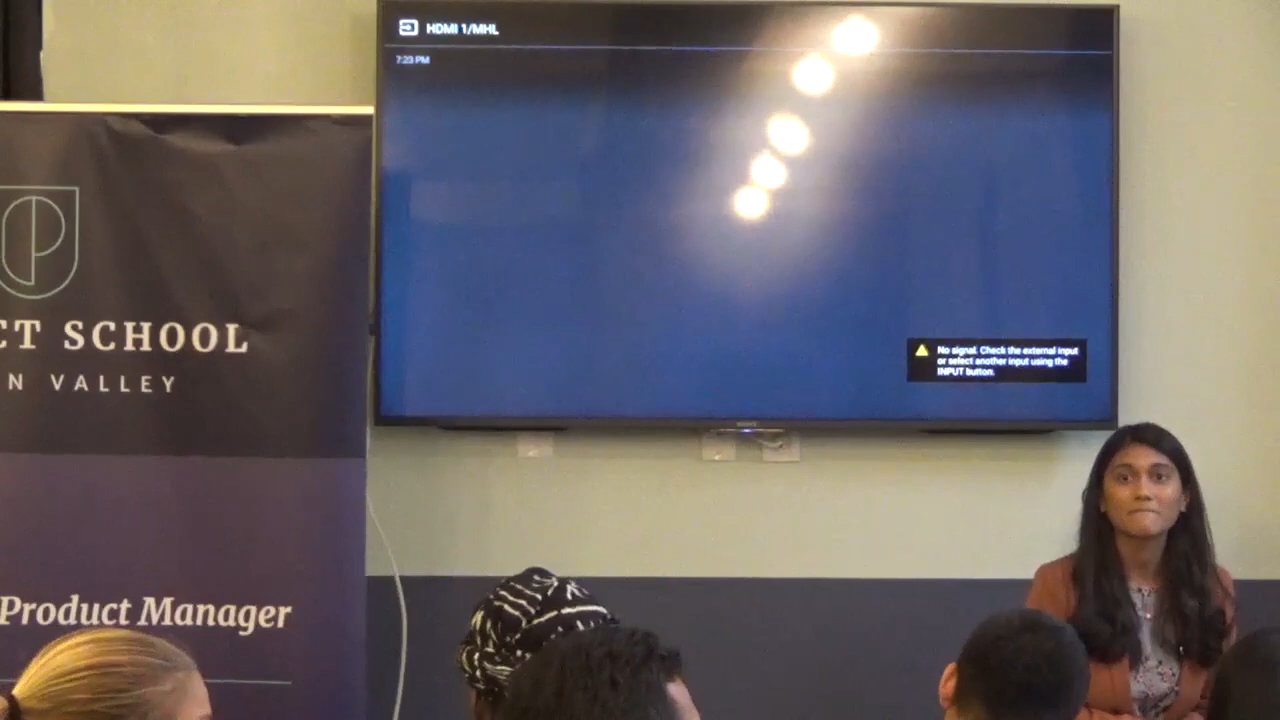 HDMI 1/MHL
7:23 PM
No signal. Check the external input
or select another input using the
INPUT button.
SONY
CT SCHOOL
N VALLEY
Product Manager